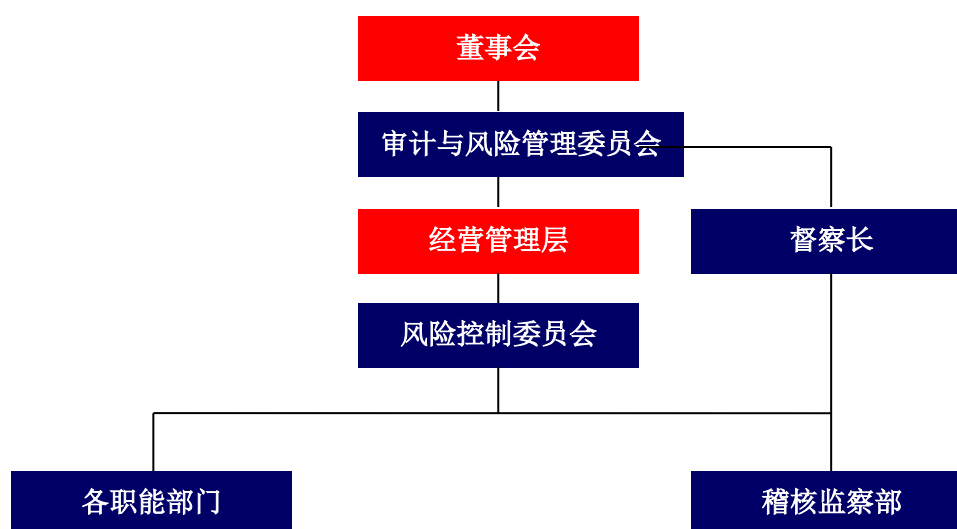 董事会
审计与风险管理委员会
经营管理层
督察长
风险控制委员会
各职能部门
稽核监察部